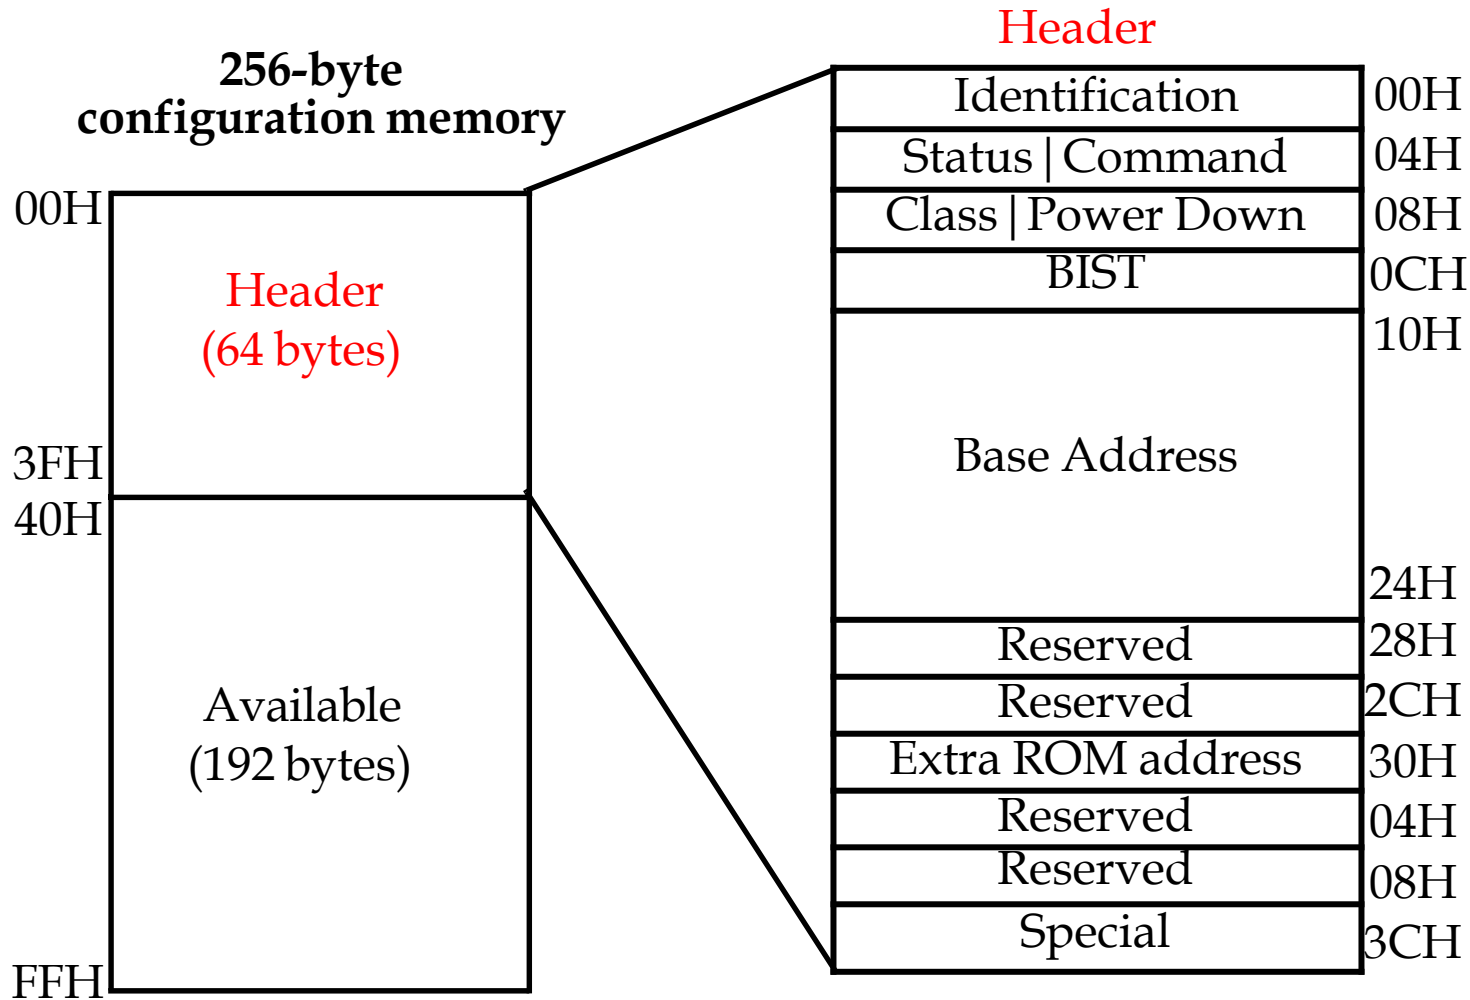 256-byte
configuration memory
00H
Header
(64 bytes)
3FH
40H
Available
(192 bytes)
FFH
Header
Identification 00H
Status|Command 04H
Class|Power Down 08H
BIST 0CH
10H
Base Address
24H
Reserved 28H
Reserved 2CH
Extra ROM address 30H
Reserved 04H
Reserved 08H
Special 3CH